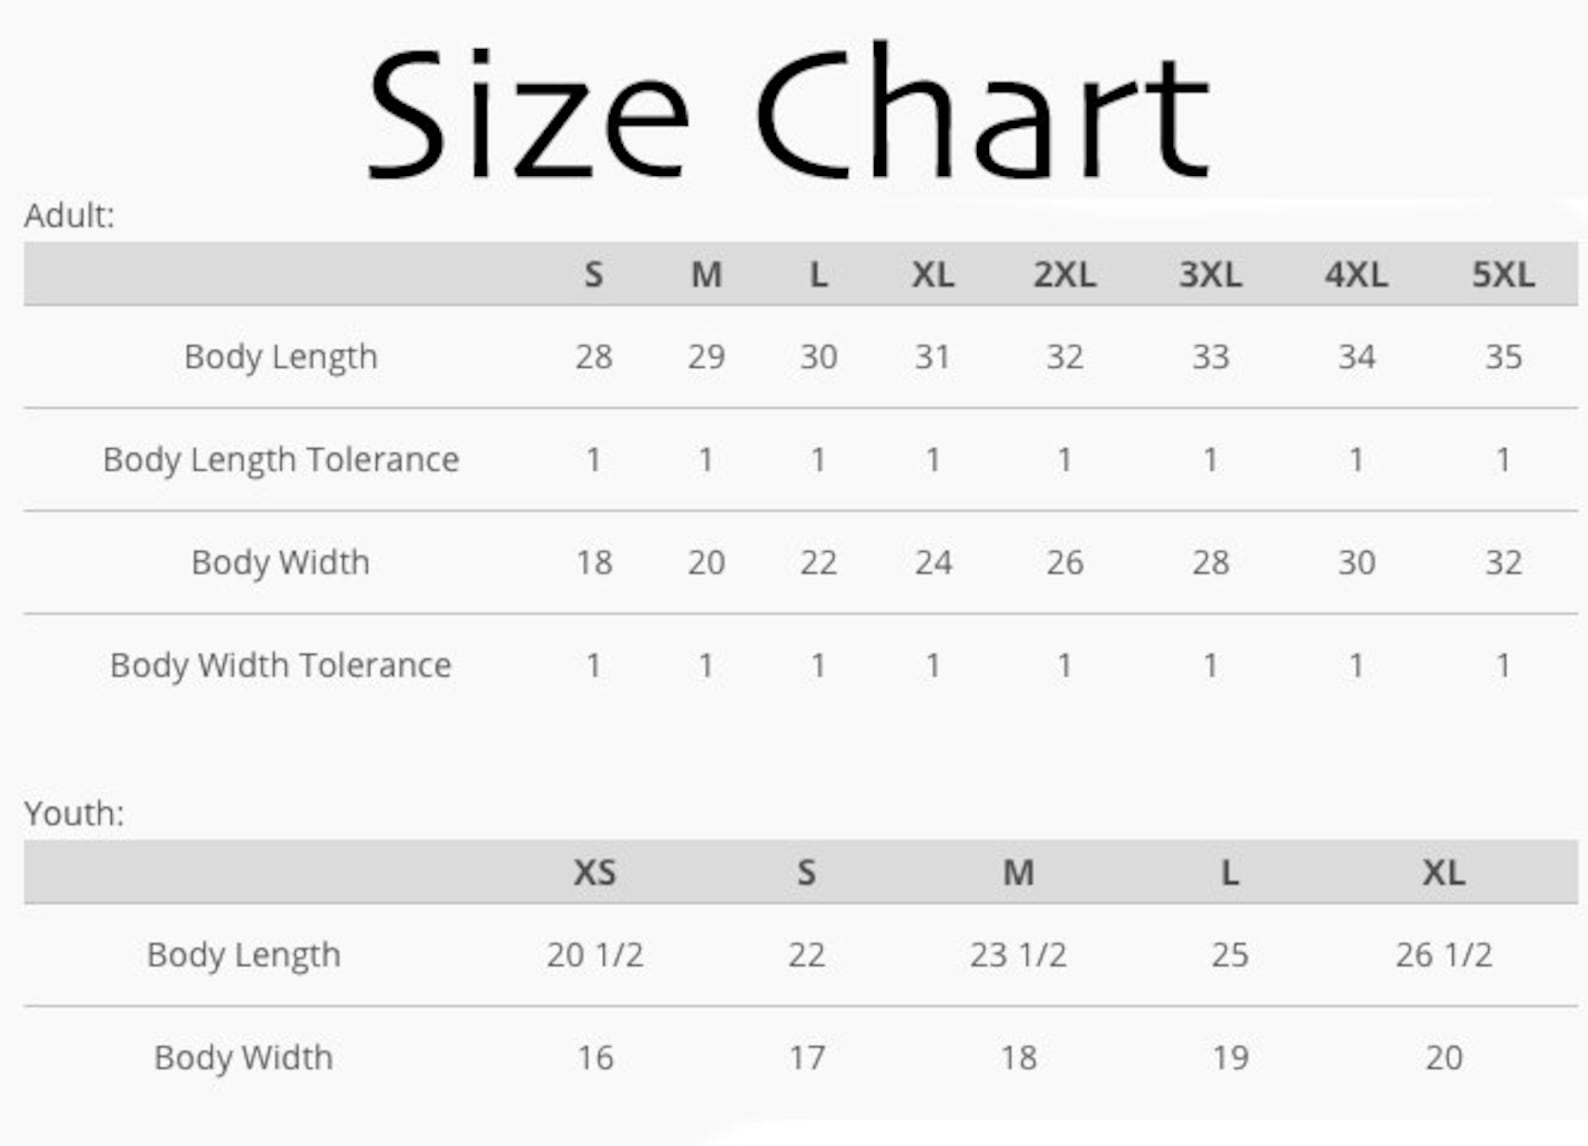 Size Chart
Adult:
S M L XL 2XL 3XL 4XL 5XL
Body Length 28 29 30 31 32 33 34 35
Body Length Tolerance 1 1 1 1 1 1 1 1
Body Width 18 20 22 24 26 28 30 32
Body Width Tolerance 1 1 1 1 1 1 1 1
Youth:
XS S M L XL
Body Length 20 1/2 22 23 1/2 25 26 1/2
Body Width 16 17 18 19 20